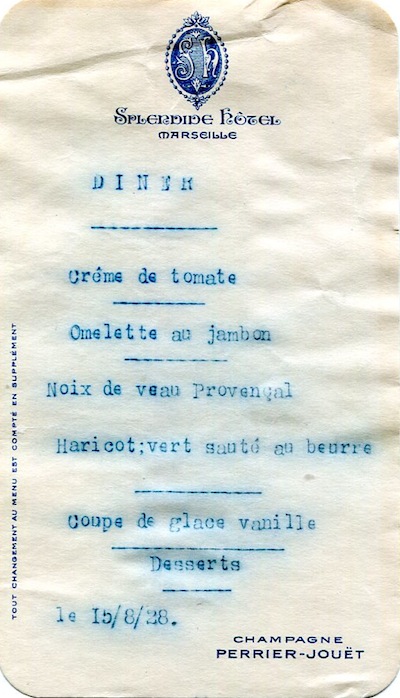 SH
SPLENDIDE HÒTEL
MARSEILLE
DINER
Crême de tomate
Omelette au jambon
Noix de veau Provençal
Haricot;vert sauté au beurre
Coupe de glace vanille
Desserts
le 15/8/28.
TOUT CHANGEMENT AU MENU EST COMPTÉ EN SUPPLÉMENT
CHAMPAGNE
PERRIER-JOUËT